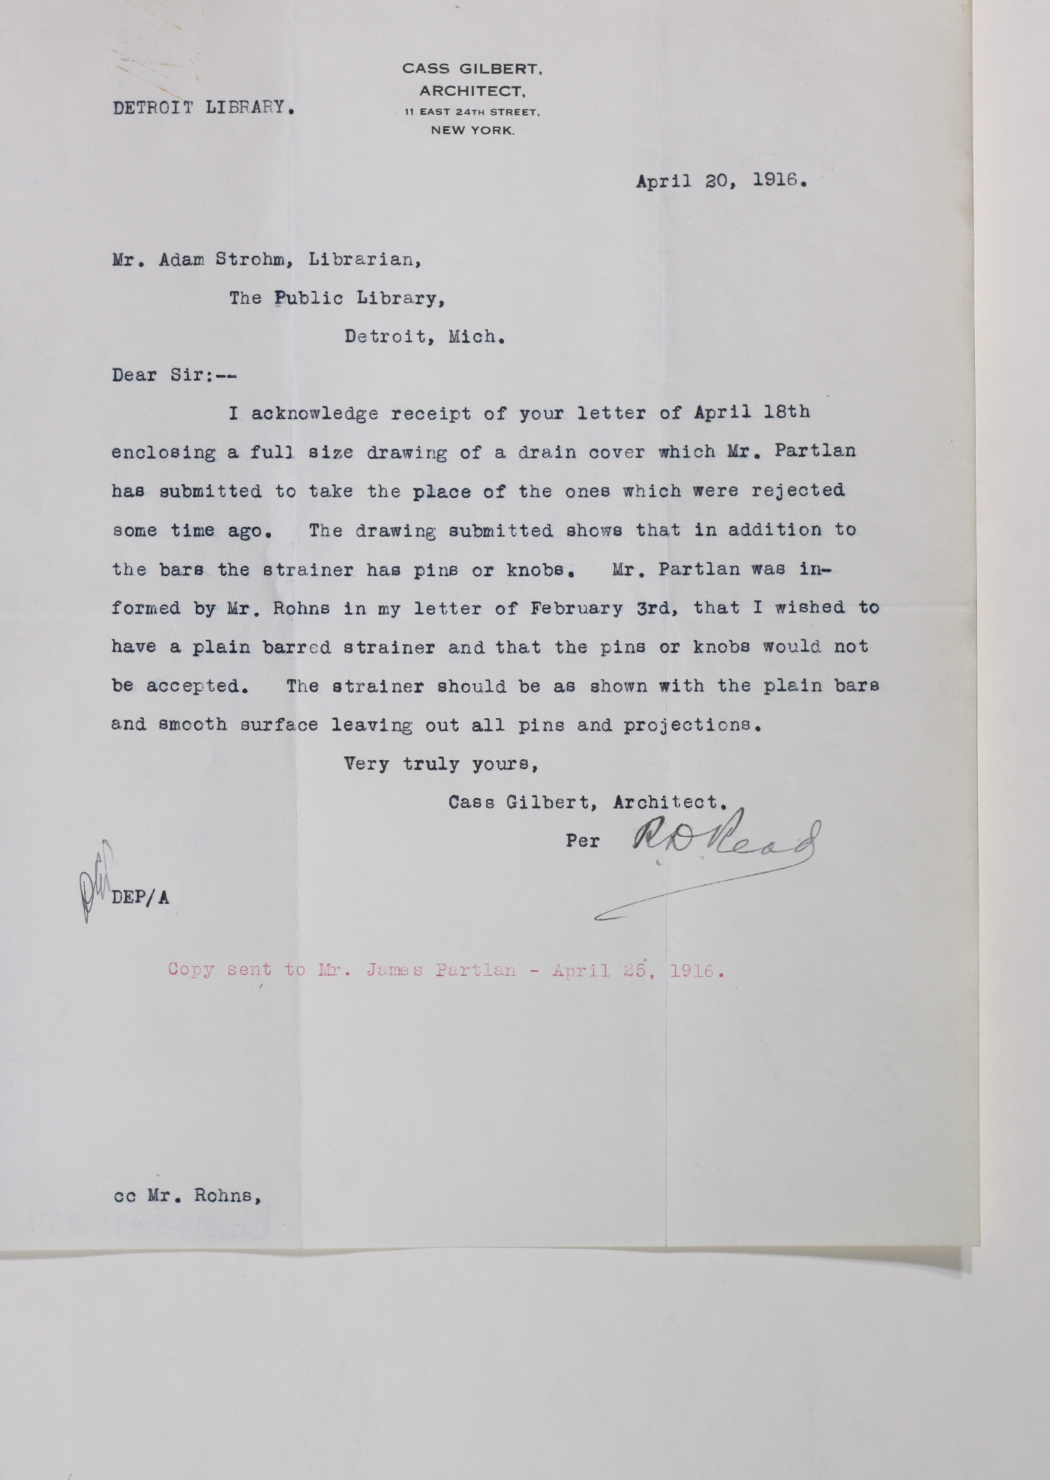 CASS GILBERT,
ARCHITECT,
11 EAST 24TH STREET,
NEW YORK.
DETROIT LIBRARY.
April 20, 1916.
Mr. Adam Strohm, Librarian,
The Public Library,
Detroit, Mich.
Dear Sir:--
I acknowledge receipt of your letter of April 18th
enclosing a full size drawing of a drain cover which Mr. Partlan
has submitted to take the place of the ones which were rejected
some time ago. The drawing submitted shows that in addition to
the bars the strainer has pins or knobs. Mr. Partlan was in-
formed by Mr. Rohns in my letter of February 3rd, that I wished to
have a plain barred strainer and that the pins or knobs would not
be accepted. The strainer should be as shown with the plain bars
and smooth surface leaving out all pins and projections.
Very truly yours,
Cass Gilbert, Architect.
Per R.D. Read
DEP/A
Copy sent to Mr. James Partlan - April 25, 1916.
cc Mr. Rohns,